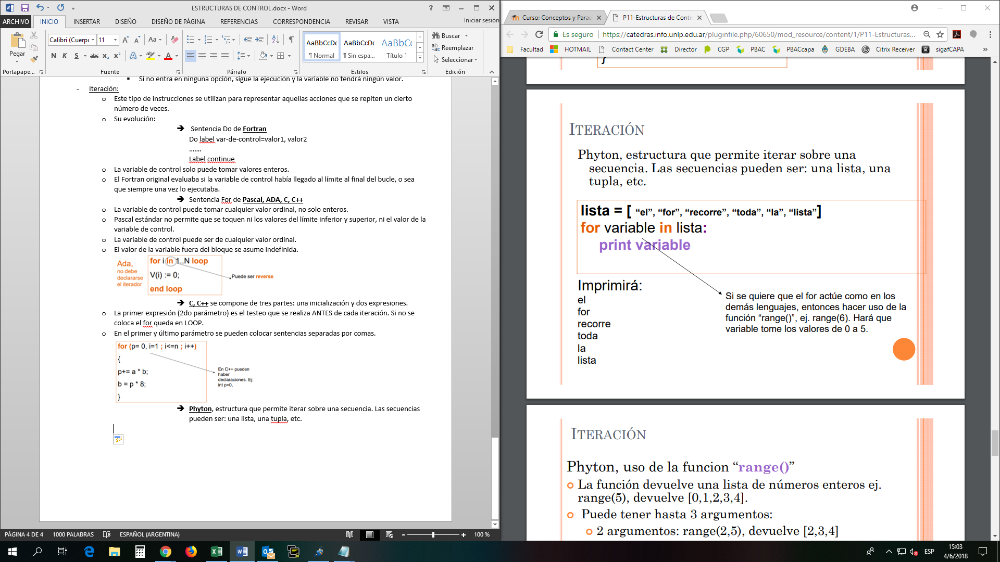 ESTRUCTURAS DE CONTROL.docx - Word
ARCHIVO INICIO INSERTAR DISEÑO DISEÑO DE PÁGINA REFERENCIAS CORRESPONDENCIA REVISAR VISTA Iniciar sesión
Pegar
Calibri (Cuerpo 11
Aa
N K S abc x₂ x²
AaBbCcDc AaBbCcDc AaBbC
¶ Normal ¶ Sin espa... Título 1
Buscar
Reemplazar
Seleccionar
Portapape... Fuente Párrafo Estilos Edición
▪ Si no entra en ninguna opción, sigue la ejecución y la variable no tendrá ningún valor.
- Iteración:
o Este tipo de instrucciones se utilizan para representar aquellas acciones que se repiten un cierto
número de veces.
o Su evolución:
➔ Sentencia Do de Fortran
Do label var-de-control=valor1, valor2
.......
Label continue
o La variable de control solo puede tomar valores enteros.
o El Fortran original evaluaba si la variable de control había llegado al límite al final del bucle, o sea
que siempre una vez lo ejecutaba.
➔ Sentencia For de Pascal, ADA, C, C++
o La variable de control puede tomar cualquier valor ordinal, no solo enteros.
o Pascal estándar no permite que se toquen ni los valores del límite inferior y superior, ni el valor de la
variable de control.
o La variable de control puede ser de cualquier valor ordinal.
o El valor de la variable fuera del bloque se asume indefinida.
Ada,
no debe
declararse
el iterador
for i in 1..N loop
V(i) := 0;
end loop
Puede ser reverse
➔ C, C++ se compone de tres partes: una inicialización y dos expresiones.
o La primer expresión (2do parámetro) es el testeo que se realiza ANTES de cada iteración. Si no se
coloca el for queda en LOOP.
o En el primer y último parámetro se pueden colocar sentencias separadas por comas.
for (p= 0, i=1 ; i<=n ; i++)
{
p+= a * b;
b = p * 8;
}
En C++ pueden
haber
declaraciones. Ej:
int p=0,
➔ Phyton, estructura que permite iterar sobre una secuencia. Las secuencias
pueden ser: una lista, una tupla, etc.
PÁGINA 4 DE 4 1000 PALABRAS ESPAÑOL (ARGENTINA) 100 %
Curso: Conceptos y Parad P11-Estructuras de Contr
Es seguro https://catedras.info.unlp.edu.ar/pluginfile.php/60650/mod_resource/content/1/P11-Estructuras...
Facultad HOTMAIL Contact Center Director CGP PBAC PBACcapa GDEBA Citrix Receiver sigafCAPA »
}
ITERACIÓN
Phyton, estructura que permite iterar sobre una
secuencia. Las secuencias pueden ser: una lista, una
tupla, etc.
lista = [ “el”, “for”, “recorre”, “toda”, “la”, “lista”]
for variable in lista:
print variable
Imprimirá:
el
for
recorre
toda
la
lista
Si se quiere que el for actúe como en los
demás lenguajes, entonces hacer uso de la
función “range()”, ej. range(6). Hará que
variable tome los valores de 0 a 5.
ITERACIÓN
Phyton, uso de la funcion “range()”
La función devuelve una lista de números enteros ej.
range(5), devuelve [0,1,2,3,4].
Puede tener hasta 3 argumentos:
2 argumentos: range(2,5), devuelve [2,3,4]
ESP
15:03
4/6/2018